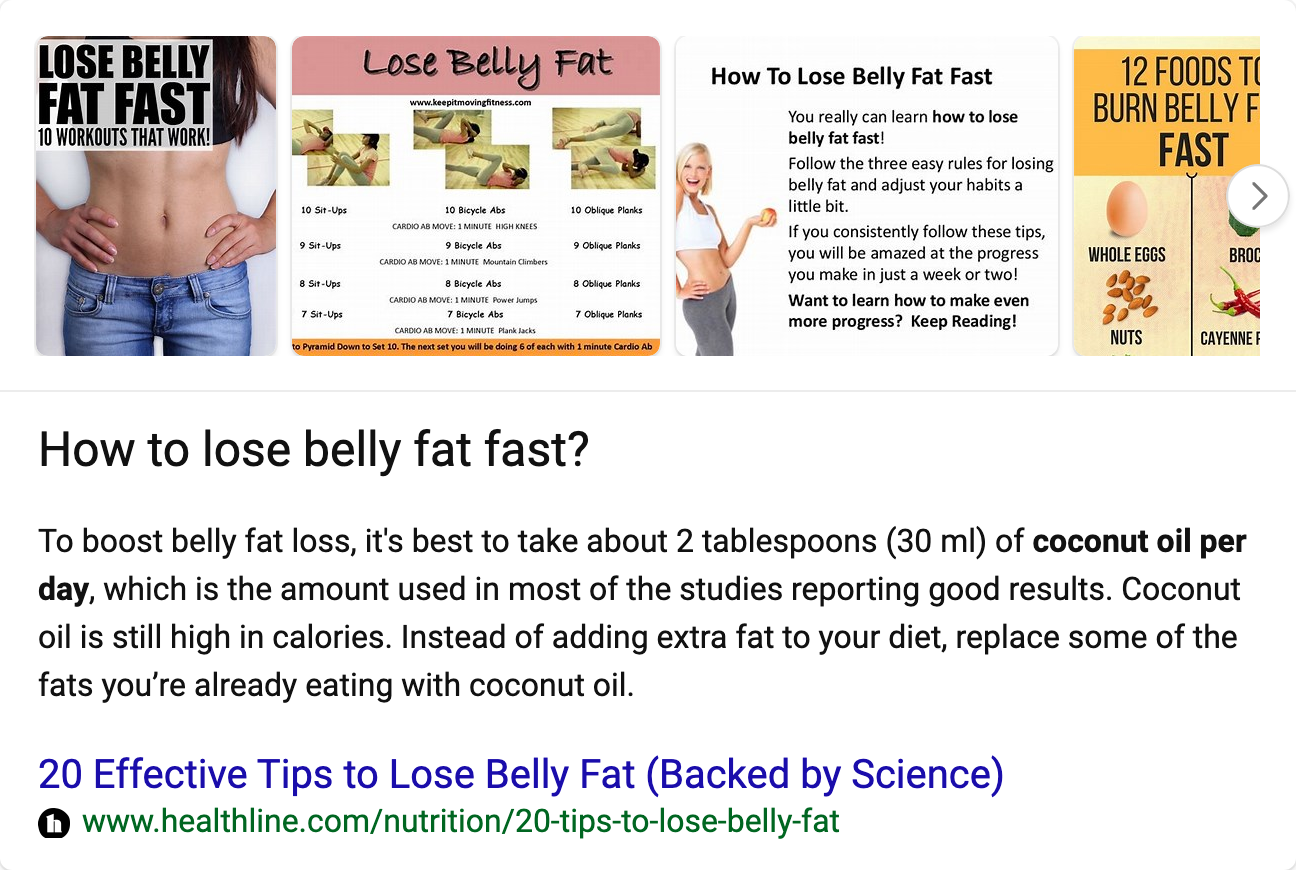 LOSE BELLY
FAT FAST
10 WORKOUTS THAT WORK!
Lose Belly Fat
www.keepitmovingfitness.com
10 Sit-Ups 10 Bicycle Abs 10 Oblique Planks
CARDIO AB MOVE: 1 MINUTE HIGH KNEES
9 Sit-Ups 9 Bicycle Abs 9 Oblique Planks
CARDIO AB MOVE: 1 MINUTE Mountain Climbers
8 Sit-Ups 8 Bicycle Abs 8 Oblique Planks
CARDIO AB MOVE: 1 MINUTE Power Jumps
7 Sit-Ups 7 Bicycle Abs 7 Oblique Planks
CARDIO AB MOVE: 1 MINUTE Plank Jacks
to Pyramid Down to Set 10. The next set you will be doing 6 of each with 1 minute Cardio Ab
How To Lose Belly Fat Fast
You really can learn how to lose
belly fat fast!
Follow the three easy rules for losing
belly fat and adjust your habits a
little bit.
If you consistently follow these tips,
you will be amazed at the progress
you make in just a week or two!
Want to learn how to make even
more progress? Keep Reading!
12 FOODS TO
BURN BELLY F
FAST
WHOLE EGGS BROC
NUTS CAYENNE P
How to lose belly fat fast?
To boost belly fat loss, it's best to take about 2 tablespoons (30 ml) of coconut oil per
day, which is the amount used in most of the studies reporting good results. Coconut
oil is still high in calories. Instead of adding extra fat to your diet, replace some of the
fats you’re already eating with coconut oil.
20 Effective Tips to Lose Belly Fat (Backed by Science)
h www.healthline.com/nutrition/20-tips-to-lose-belly-fat